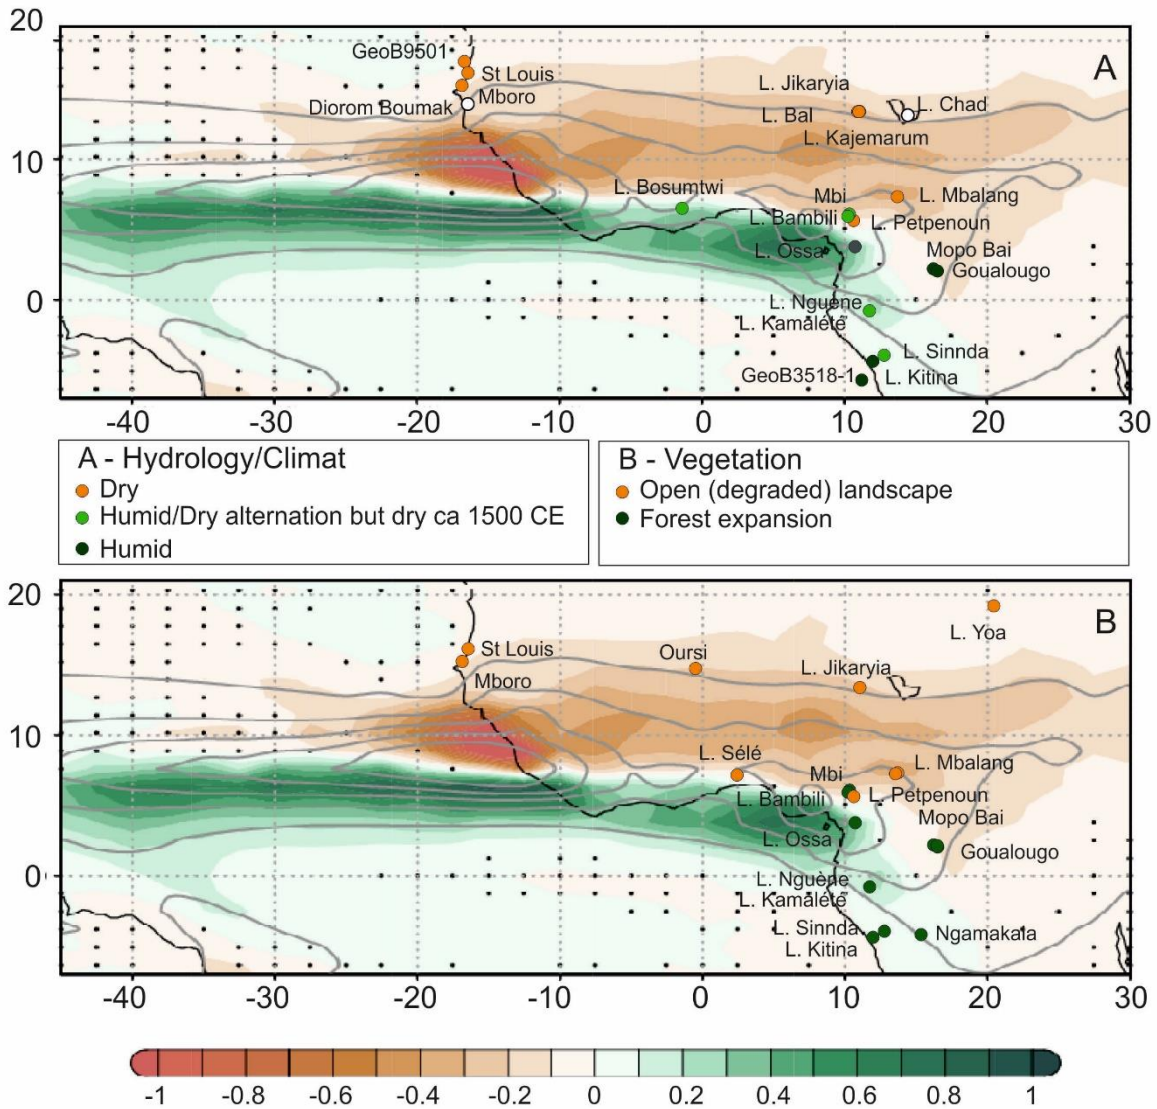 20
GeoB9501
A
St Louis
L. Jikaryia
Mboro
L. Chad
Diorom Boumak
L. Bal
L. Kajemarum
10
L. Bosumtwi
Mbi
L. Mbalang
L. Bambili
L. Petpenoun
L. Ossa
Mopo Bai
Goualougo
0
L. Nguène
L. Kamalété
L. Sinnda
GeoB3518-1
L. Kitina
-40 -30 -20 -10 0 10 20 30
A - Hydrology/Climat
Dry
Humid/Dry alternation but dry ca 1500 CE
Humid
B - Vegetation
Open (degraded) landscape
Forest expansion
20
B
L. Yoa
St Louis
Oursi
L. Jikaryia
Mboro
10
L. Sélé
L. Mbalang
Mbi
L. Bambili
L. Petpenoun
Mopo Bai
L. Ossa
Goualougo
0
L. Nguène
L. Kamalété
L. Sinnda
Ngamakala
L. Kitina
-40 -30 -20 -10 0 10 20 30
-1 -0.8 -0.6 -0.4 -0.2 0 0.2 0.4 0.6 0.8 1